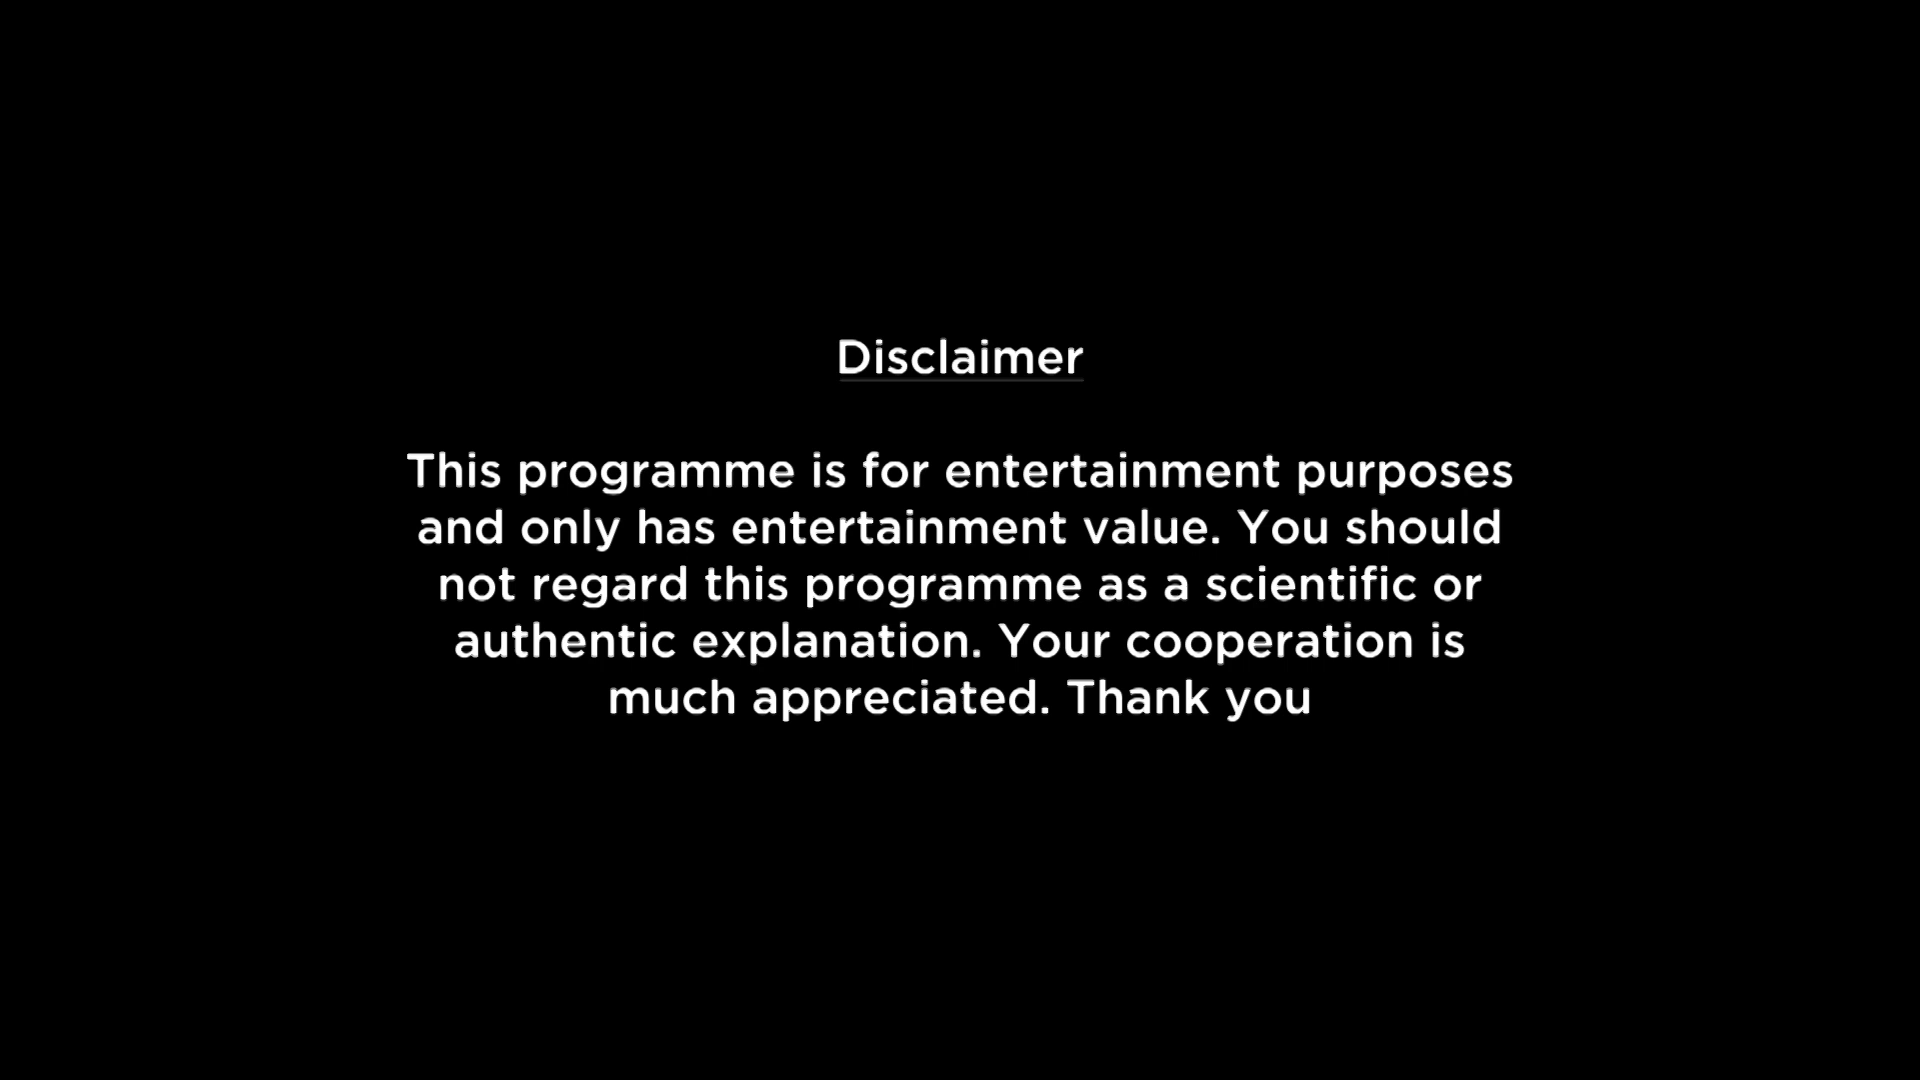 Disclaimer
This programme is for entertainment purposes
and only has entertainment value. You should
not regard this programme as a scientific or
authentic explanation. Your cooperation is
much appreciated. Thank you